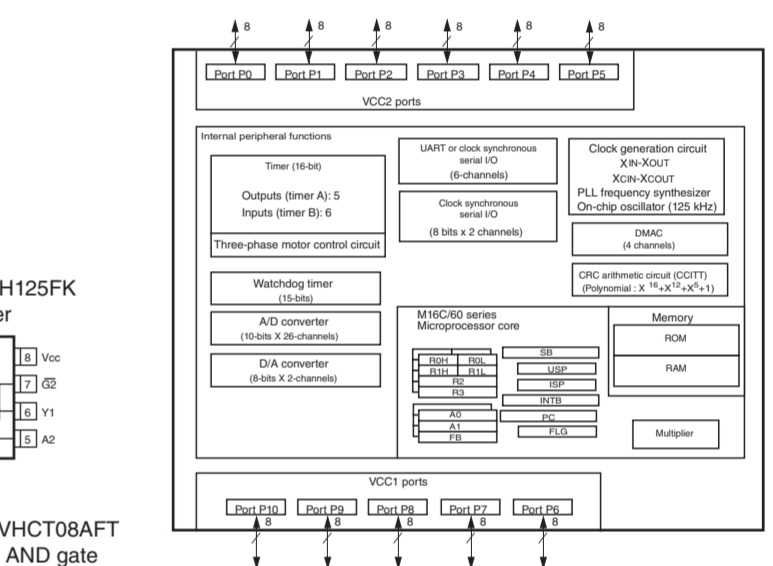 8 8 8 8 8 8
Port P0 Port P1 Port P2 Port P3 Port P4 Port P5
VCC2 ports
Internal peripheral functions
Timer (16-bit)
Outputs (timer A): 5
Inputs (timer B): 6
Three-phase motor control circuit
UART or clock synchronous
serial I/O
(6-channels)
Clock synchronous
serial I/O
(8 bits x 2 channels)
Clock generation circuit
XIN-XOUT
XCIN-XCOUT
PLL frequency synthesizer
On-chip oscillator (125 kHz)
DMAC
(4 channels)
CRC arithmetic circuit (CCITT)
(Polynomial : X 16+X12+X5+1)
Watchdog timer
(15-bits)
A/D converter
(10-bits X 26-channels)
D/A converter
(8-bits X 2-channels)
M16C/60 series
Microprocessor core
R0H R0L
R1H R1L
R2
R3
A0
A1
FB
SB
USP
ISP
INTB
PC
FLG
Memory
ROM
RAM
Multiplier
VCC1 ports
Port P10 Port P9 Port P8 Port P7 Port P6
8 8 8 8 8
H125FK
er
8 Vcc
7 G2
6 Y1
5 A2
VHCT08AFT
AND gate